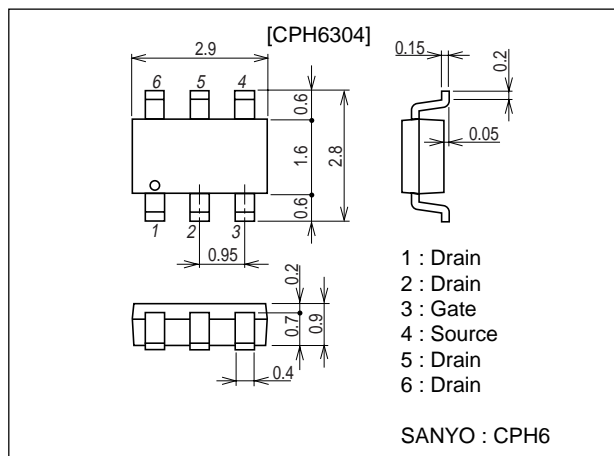 [CPH6304]
2.9
6 5 4
0.6
1.6
2.8
0.6
1 2 3
0.95
0.15
0.2
0.05
0.2
0.7
0.9
0.4
1 : Drain
2 : Drain
3 : Gate
4 : Source
5 : Drain
6 : Drain
SANYO : CPH6